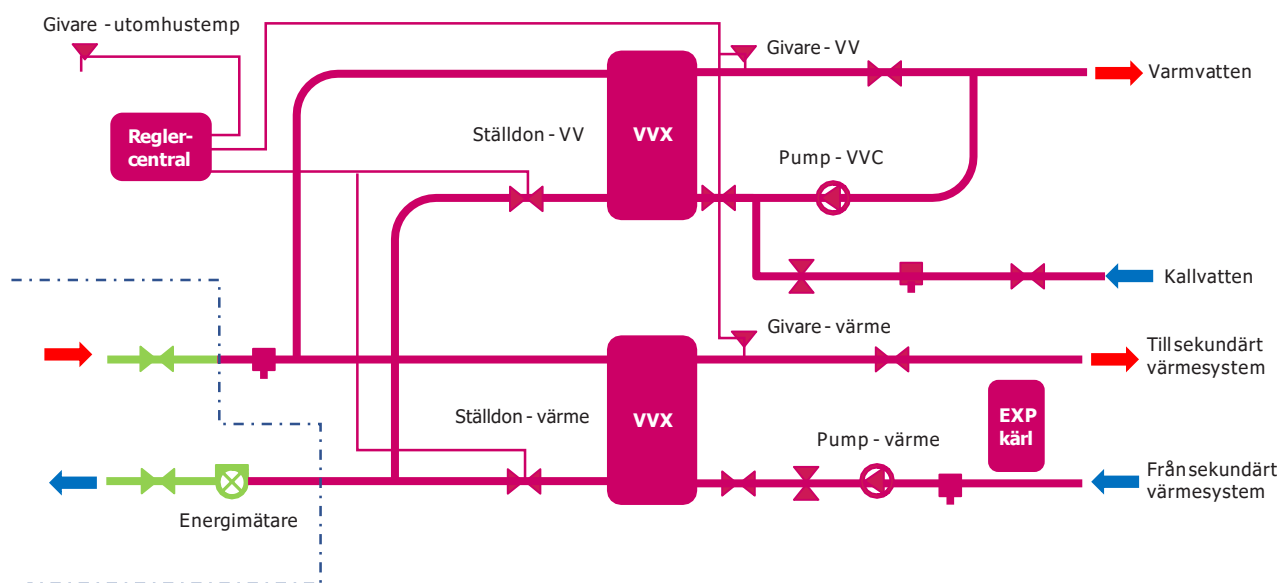 Givare - utomhustemp
Givare - VV
Varmvatten
Regler-
central
Ställdon - VV
VVX
Pump - VVC
Kallvatten
Givare - värme
Till sekundärt
värmesystem
Ställdon - värme
VVX
EXP
kärl
Pump - värme
Från sekundärt
värmesystem
Energimätare